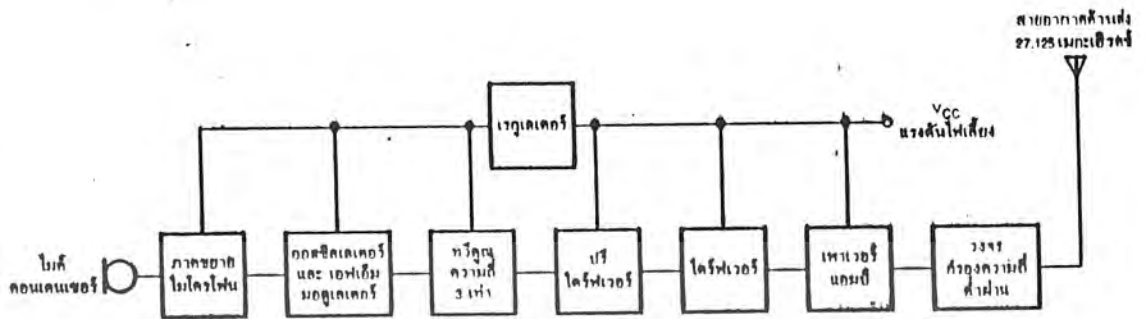 สายอากาศด้านส่ง
27.125 เมกะเฮิรตซ์
เรกูเลเตอร์
VCC
แรงดันไฟเลี้ยง
ไมค์
คอนเดนเซอร์
ภาคขยาย
ไมโครโฟน
ออสซิลเลเตอร์
และ เอฟเอ็ม
มอดูเลเตอร์
ทวีคูณ
ความถี่
3 เท่า
ปรี
ไดร์ฟเวอร์
ไดร์ฟเวอร์
เพาเวอร์
แอมป์
วงจร
กรองความถี่
ต่ำผ่าน